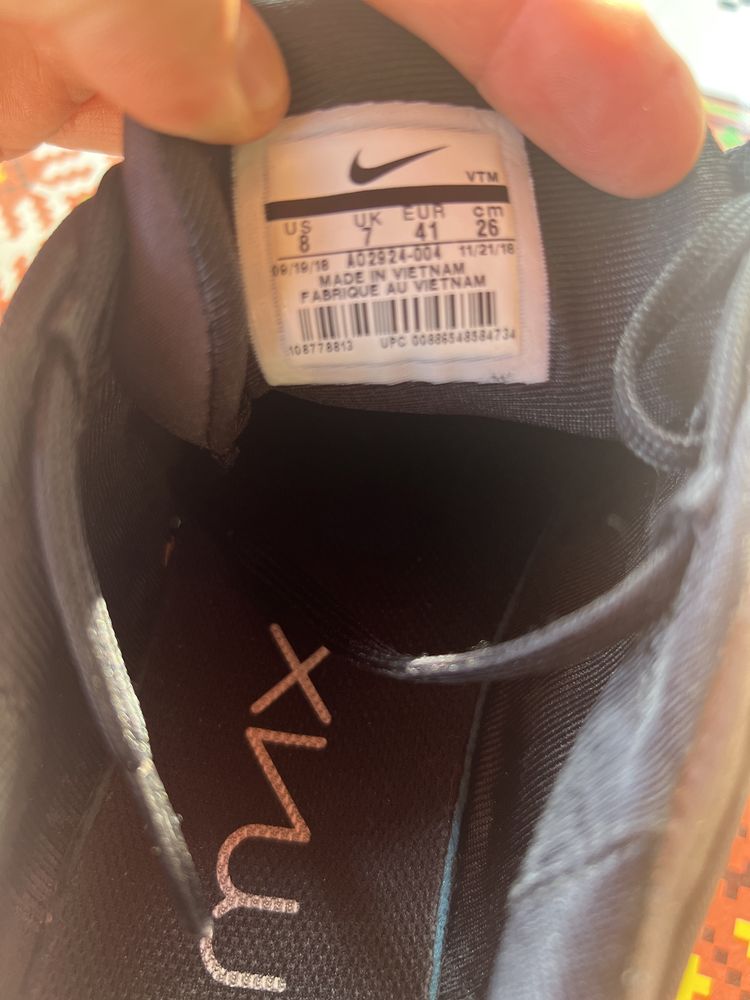 VTM
US UK EUR cm
8 7 41 26
09/19/18 AO2924-004 11/21/18
MADE IN VIETNAM
FABRIQUE AU VIETNAM
108778813 UPC 00886548584734
max